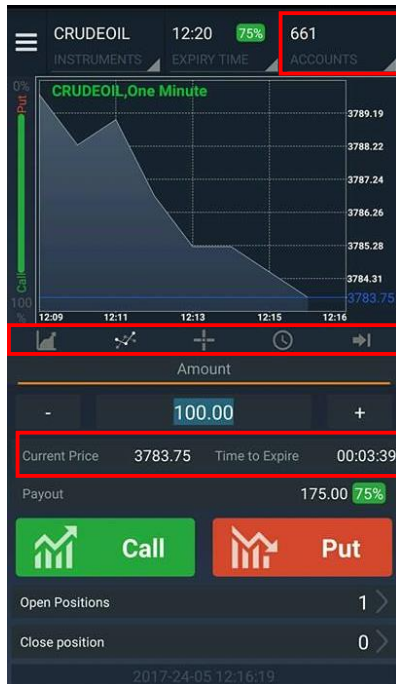 CRUDEOIL 12:20 75% 661
INSTRUMENTS EXPIRY TIME ACCOUNTS
0%
Put
CRUDEOIL,One Minute
3789.19
3788.22
3787.24
3786.26
3785.28
3784.31
3783.75
Call
100
%
12:09 12:11 12:13 12:15 12:16
Amount
- 100.00 +
Current Price 3783.75 Time to Expire 00:03:39
Payout 175.00 75%
Call Put
Open Positions 1
Close position 0
2017-24-05 12:16:19